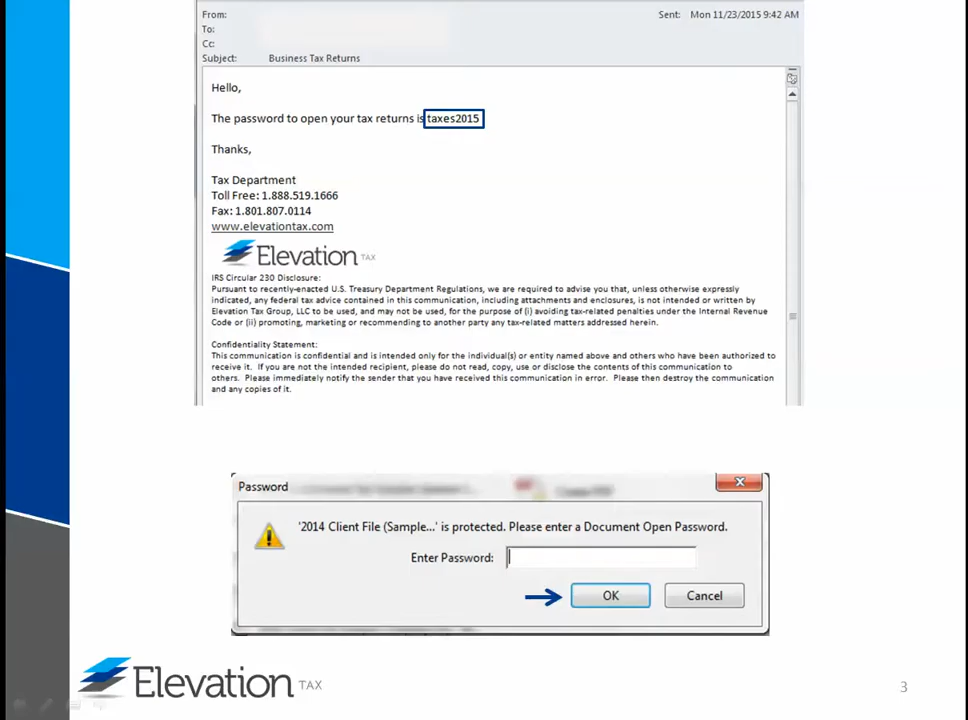 From:
Sent: Mon 11/23/2015 9:42 AM
To:
Cc:
Subject: Business Tax Returns
Hello,
The password to open your tax returns is taxes2015
Thanks,
Tax Department
Toll Free: 1.888.519.1666
Fax: 1.801.807.0114
www.elevationtax.com
Elevation TAX
IRS Circular 230 Disclosure:
Pursuant to recently-enacted U.S. Treasury Department Regulations, we are required to advise you that, unless otherwise expressly
indicated, any federal tax advice contained in this communication, including attachments and enclosures, is not intended or written by
Elevation Tax Group, LLC to be used, and may not be used, for the purpose of (i) avoiding tax-related penalties under the Internal Revenue
Code or (ii) promoting, marketing or recommending to another party any tax-related matters addressed herein.
Confidentiality Statement:
This communication is confidential and is intended only for the individual(s) or entity named above and others who have been authorized to
receive it. If you are not the intended recipient, please do not read, copy, use or disclose the contents of this communication to
others. Please immediately notify the sender that you have received this communication in error. Please then destroy the communication
and any copies of it.
Password
'2014 Client File (Sample...' is protected. Please enter a Document Open Password.
Enter Password:
OK Cancel
Elevation TAX
3